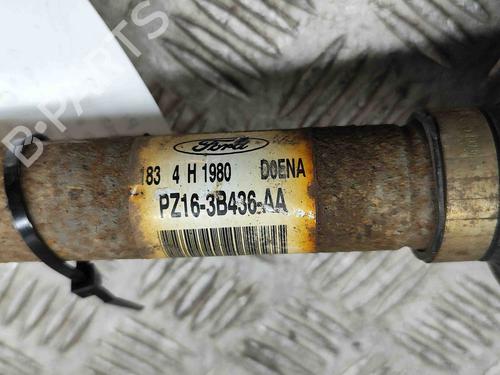 B-PARTS
Ford
183 4 H 1980 D0ENA
PZ16-3B436-AA